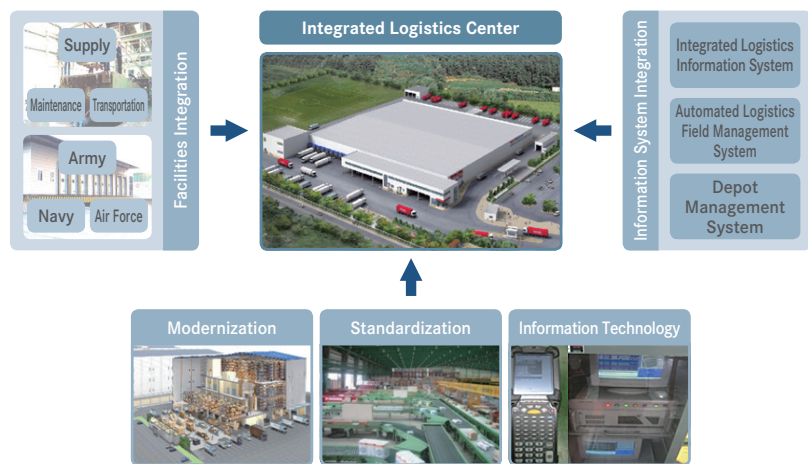 Supply
Maintenance
Transportation
Army
Navy
Air Force
Facilities Integration
Integrated Logistics Center
Information System Integration
Integrated Logistics
Information System
Automated Logistics
Field Management
System
Depot
Management
System
Modernization
Standardization
Information Technology